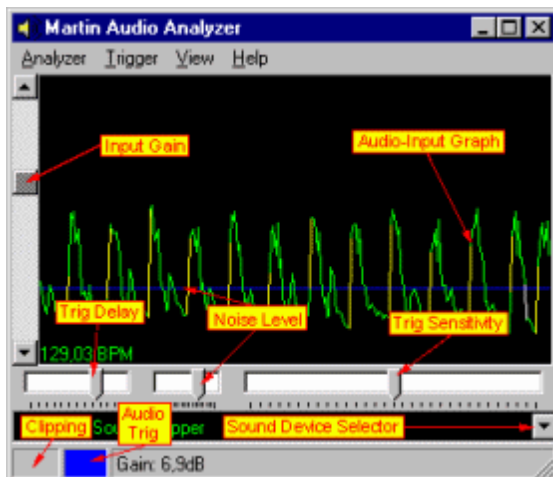 Martin Audio Analyzer
Analyzer Trigger View Help
Input Gain
Audio-Input Graph
Trig Delay
Noise Level
Trig Sensitivity
129,03 BPM
Clipping
Audio Trig
Sound Device Selector
Gain: 6,9dB